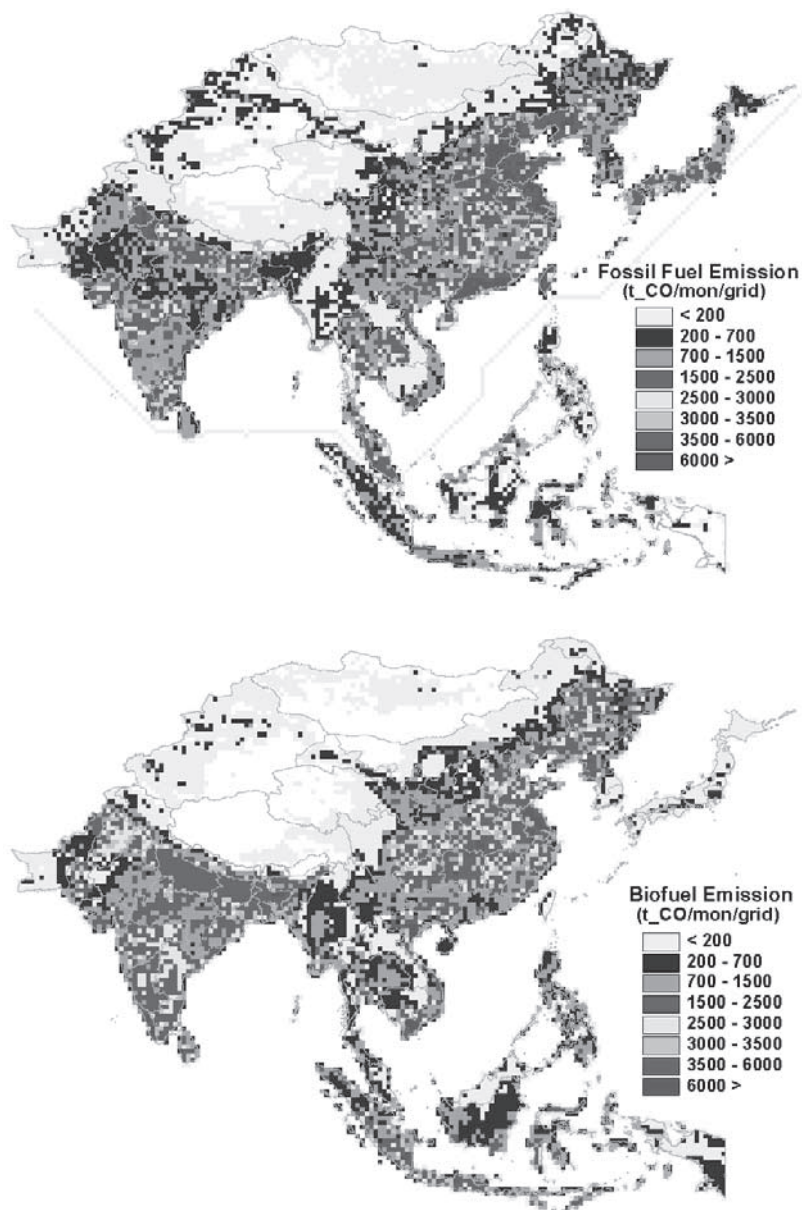 Fossil Fuel Emission
(t_CO/mon/grid)
< 200
200 - 700
700 - 1500
1500 - 2500
2500 - 3000
3000 - 3500
3500 - 6000
6000 >
Biofuel Emission
(t_CO/mon/grid)
< 200
200 - 700
700 - 1500
1500 - 2500
2500 - 3000
3000 - 3500
3500 - 6000
6000 >